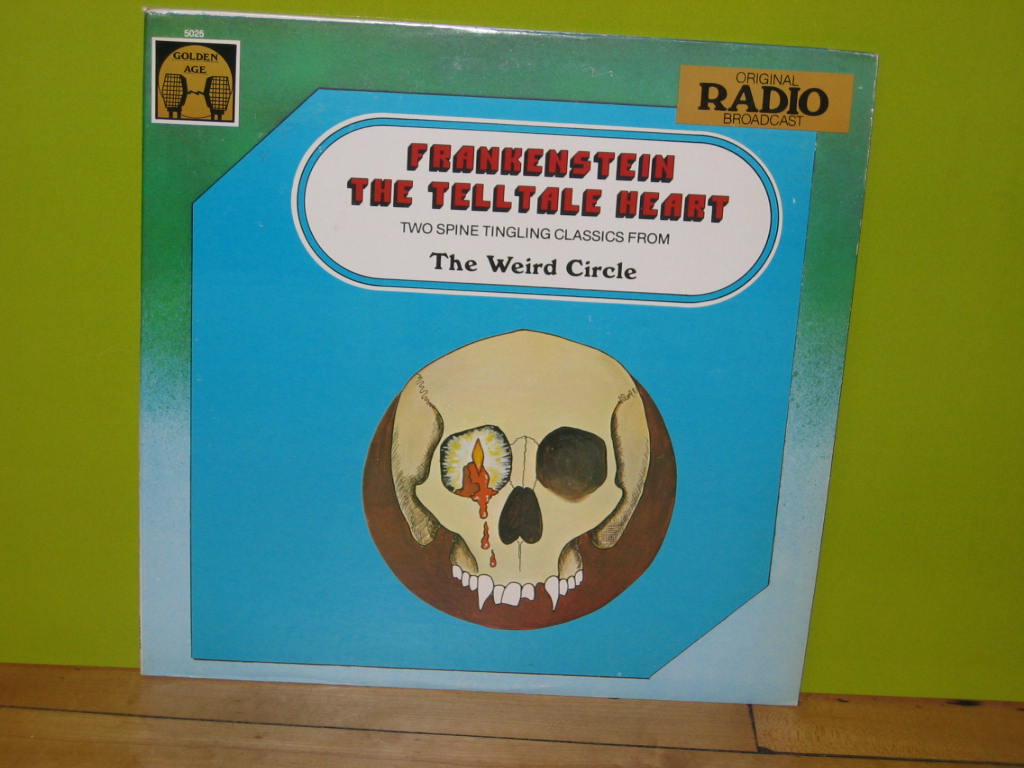 5025
GOLDEN
AGE
ORIGINAL
RADIO
BROADCAST
FRANKENSTEIN
THE TELLTALE HEART
TWO SPINE TINGLING CLASSICS FROM
The Weird Circle